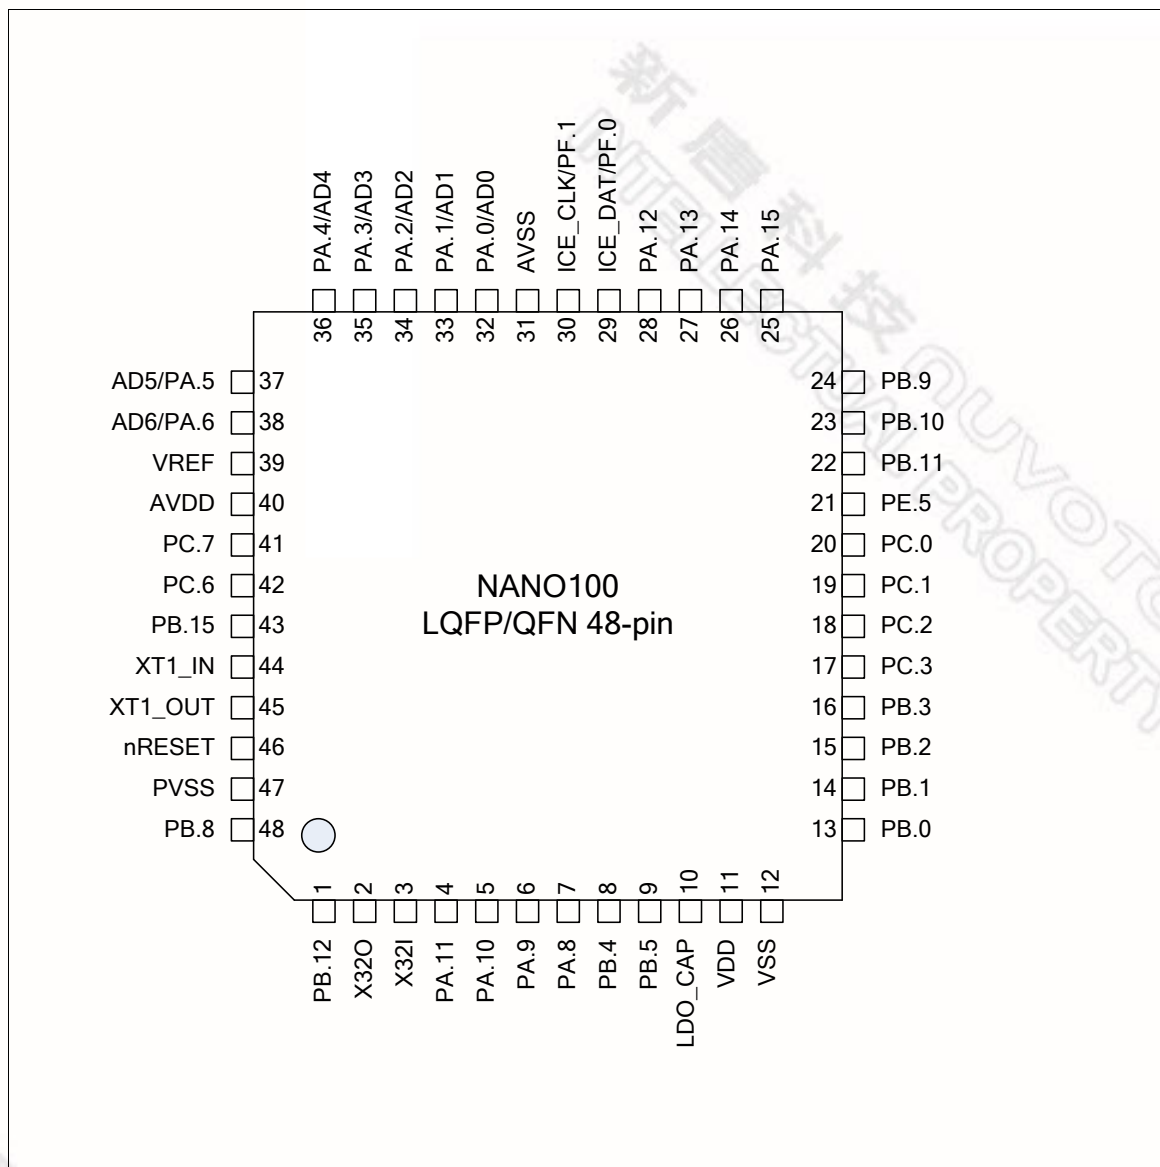 PA.4/AD4
PA.3/AD3
PA.2/AD2
PA.1/AD1
PA.0/AD0
AVSS
ICE_CLK/PF.1
ICE_DAT/PF.0
PA.12
PA.13
PA.14
PA.15
36
35
34
33
32
31
30
29
28
27
26
25
AD5/PA.5 37
AD6/PA.6 38
VREF 39
AVDD 40
PC.7 41
PC.6 42
PB.15 43
XT1_IN 44
XT1_OUT 45
nRESET 46
PVSS 47
PB.8 48
NANO100
LQFP/QFN 48-pin
24 PB.9
23 PB.10
22 PB.11
21 PE.5
20 PC.0
19 PC.1
18 PC.2
17 PC.3
16 PB.3
15 PB.2
14 PB.1
13 PB.0
1
2
3
4
5
6
7
8
9
10
11
12
PB.12
X32O
X32I
PA.11
PA.10
PA.9
PA.8
PB.4
PB.5
LDO_CAP
VDD
VSS
新唐科技 nuvoTo
INTELLECTUAL PROPERTY